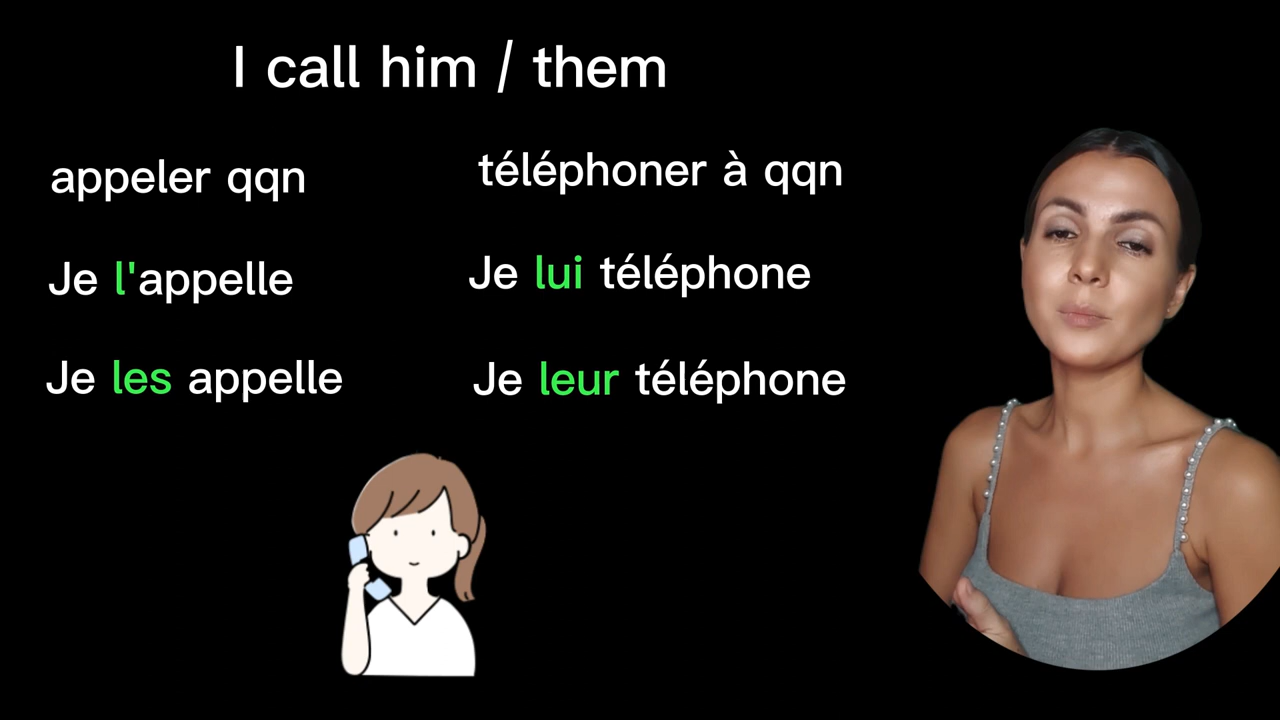 I call him / them
appeler qqn
téléphoner à qqn
Je l'appelle
Je lui téléphone
Je les appelle
Je leur téléphone